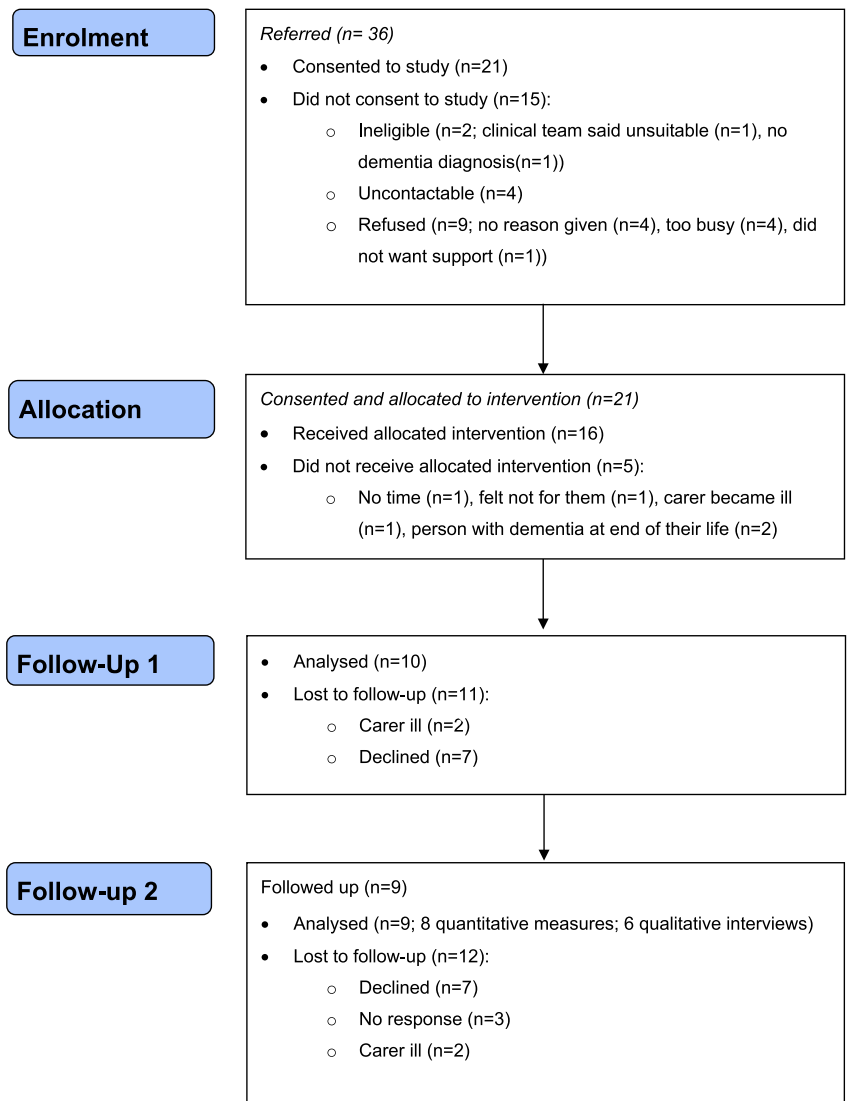 Enrolment
Referred (n= 36)
• Consented to study (n=21)
• Did not consent to study (n=15):
o Ineligible (n=2; clinical team said unsuitable (n=1), no
dementia diagnosis(n=1))
o Uncontactable (n=4)
o Refused (n=9; no reason given (n=4), too busy (n=4), did
not want support (n=1))
Allocation
Consented and allocated to intervention (n=21)
• Received allocated intervention (n=16)
• Did not receive allocated intervention (n=5):
o No time (n=1), felt not for them (n=1), carer became ill
(n=1), person with dementia at end of their life (n=2)
Follow-Up 1
• Analysed (n=10)
• Lost to follow-up (n=11):
o Carer ill (n=2)
o Declined (n=7)
Follow-up 2
Followed up (n=9)
• Analysed (n=9; 8 quantitative measures; 6 qualitative interviews)
• Lost to follow-up (n=12):
o Declined (n=7)
o No response (n=3)
o Carer ill (n=2)